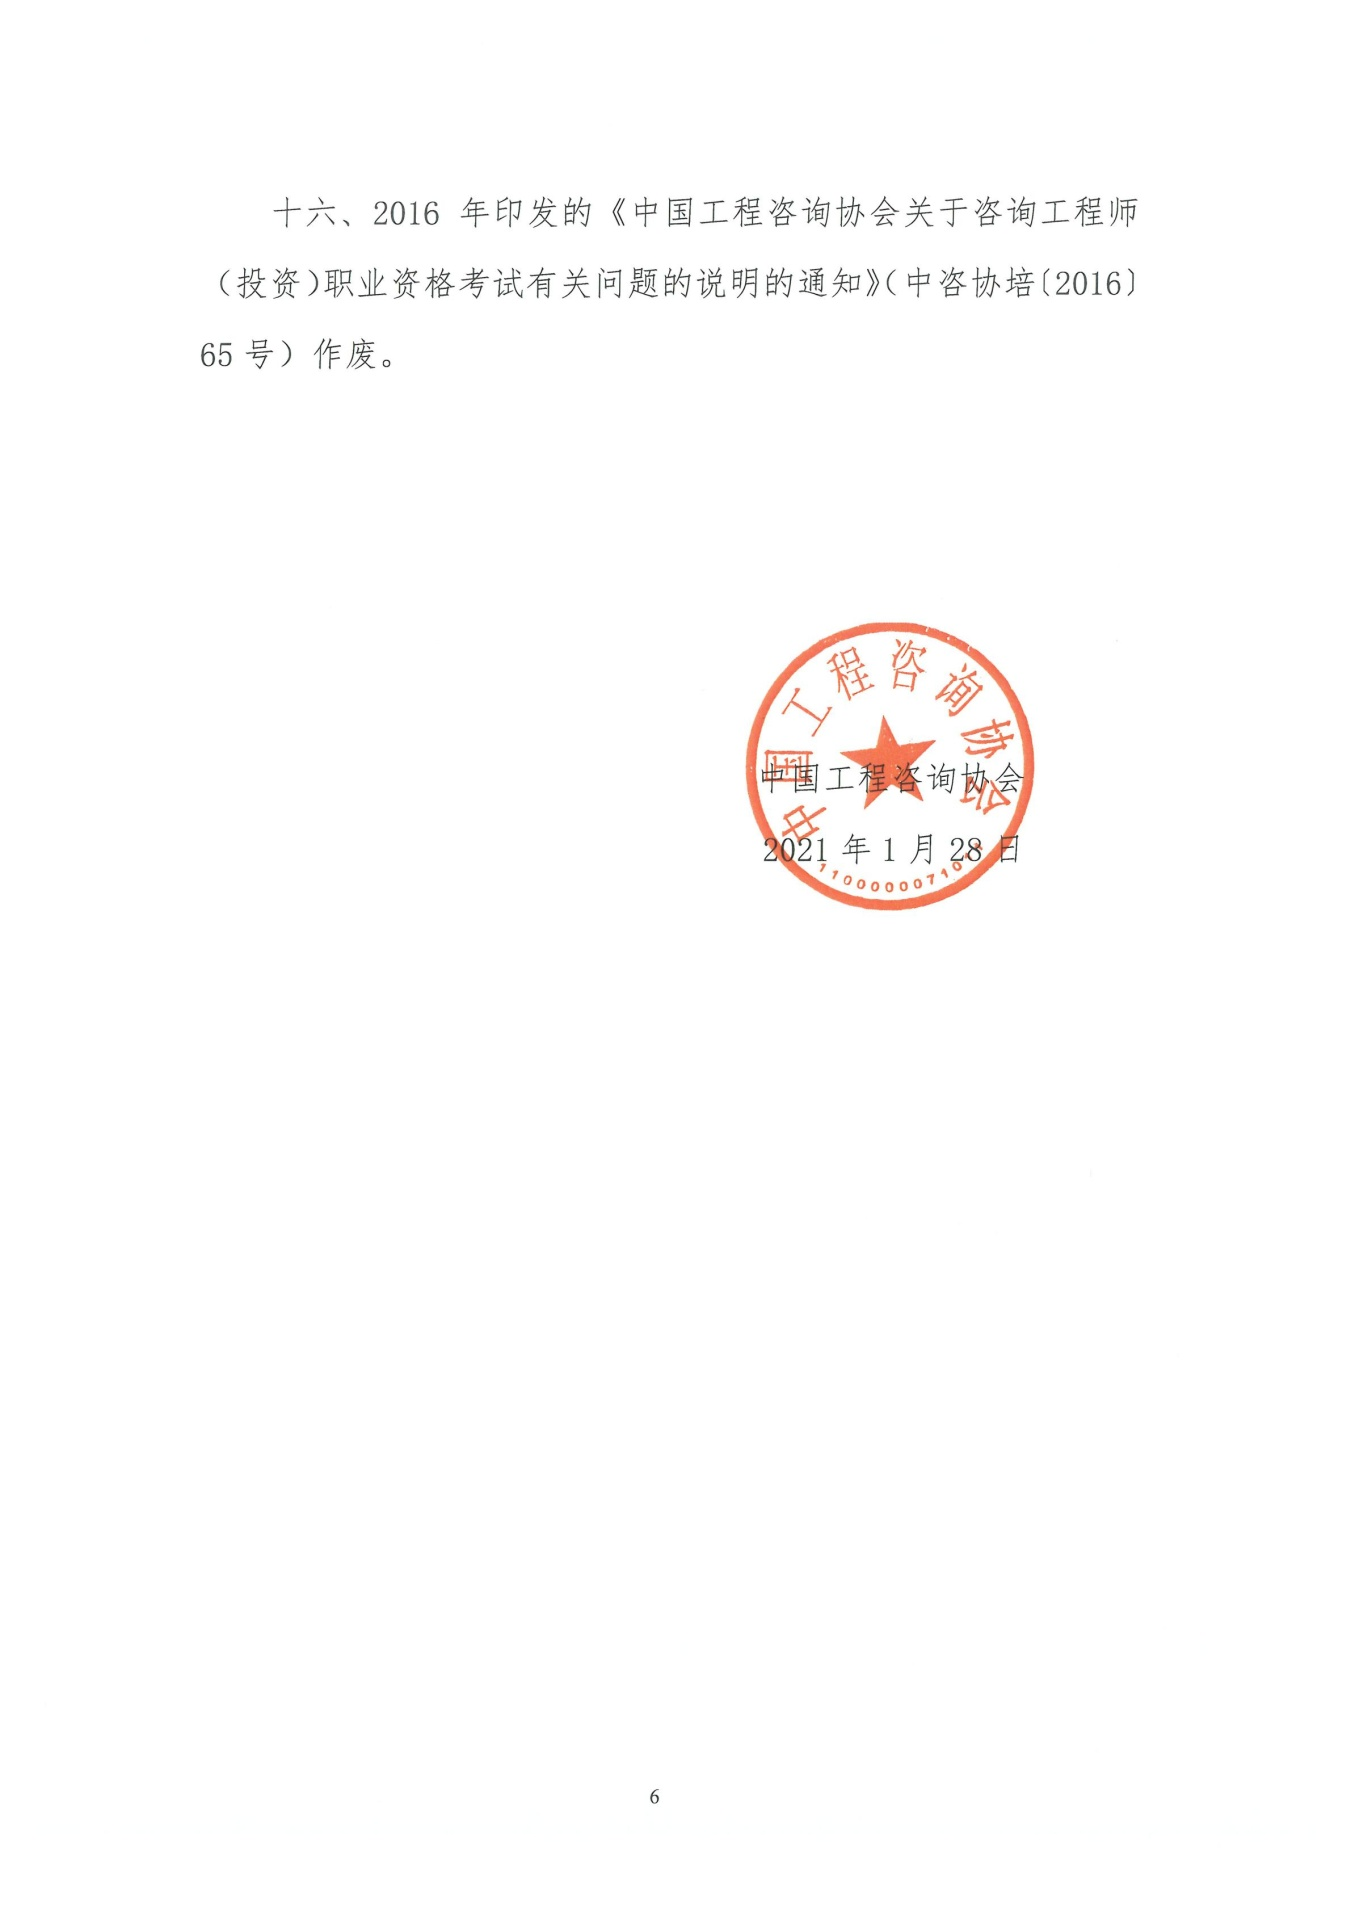 十六、2016 年印发的《中国工程咨询协会关于咨询工程师
（投资）职业资格考试有关问题的说明的通知》（中咨协培〔2016〕
65 号）作废。
中国工程咨询协会
中国工程咨询协会
2021 年 1 月 28 日
6